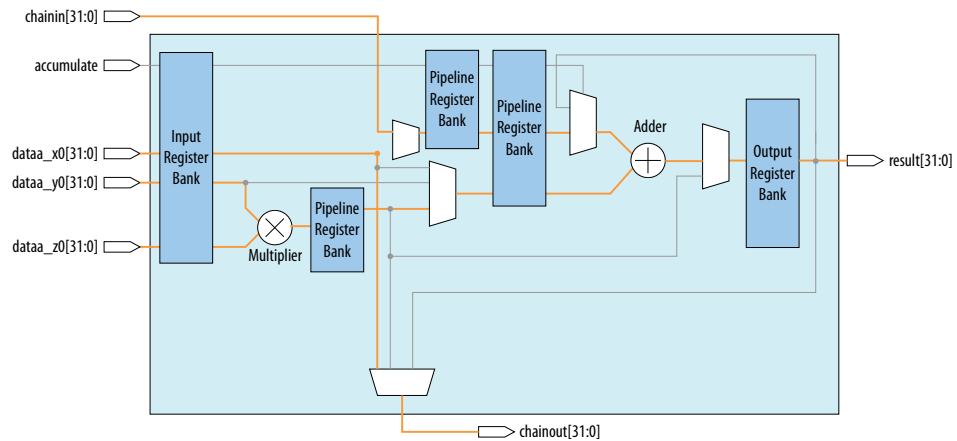 chainin[31:0]
accumulate
dataa_x0[31:0]
dataa_y0[31:0]
dataa_z0[31:0]
Input
Register
Bank
Multiplier
Pipeline
Register
Bank
Pipeline
Register
Bank
Pipeline
Register
Bank
Adder
Output
Register
Bank
result[31:0]
chainout[31:0]